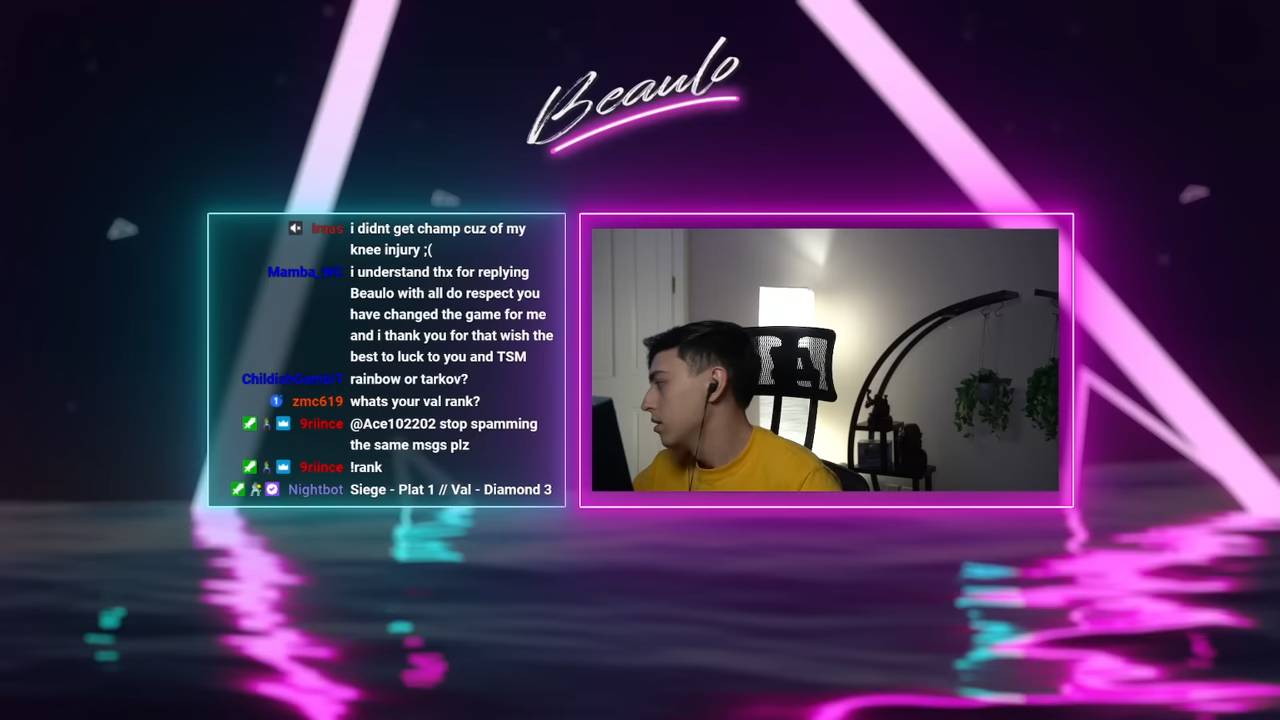 Beaulo
i didnt get champ cuz of my
knee injury ;(
i understand thx for replying
Beaulo with all do respect you
have changed the game for me
and i thank you for that wish the
best to luck to you and TSM
ChildishGambiT rainbow or tarkov?
1 zmc619 whats your val rank?
9riince @Ace102202 stop spamming
the same msgs plz
9riince !rank
Nightbot Siege - Plat 1 // Val - Diamond 3